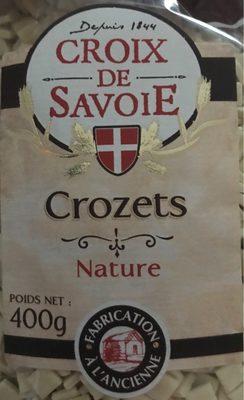 Depuis 1844
CROIX
DE
SAVOIE
Crozets
Nature
POIDS NET :
400g
FABRICATION
À L'ANCIENNE